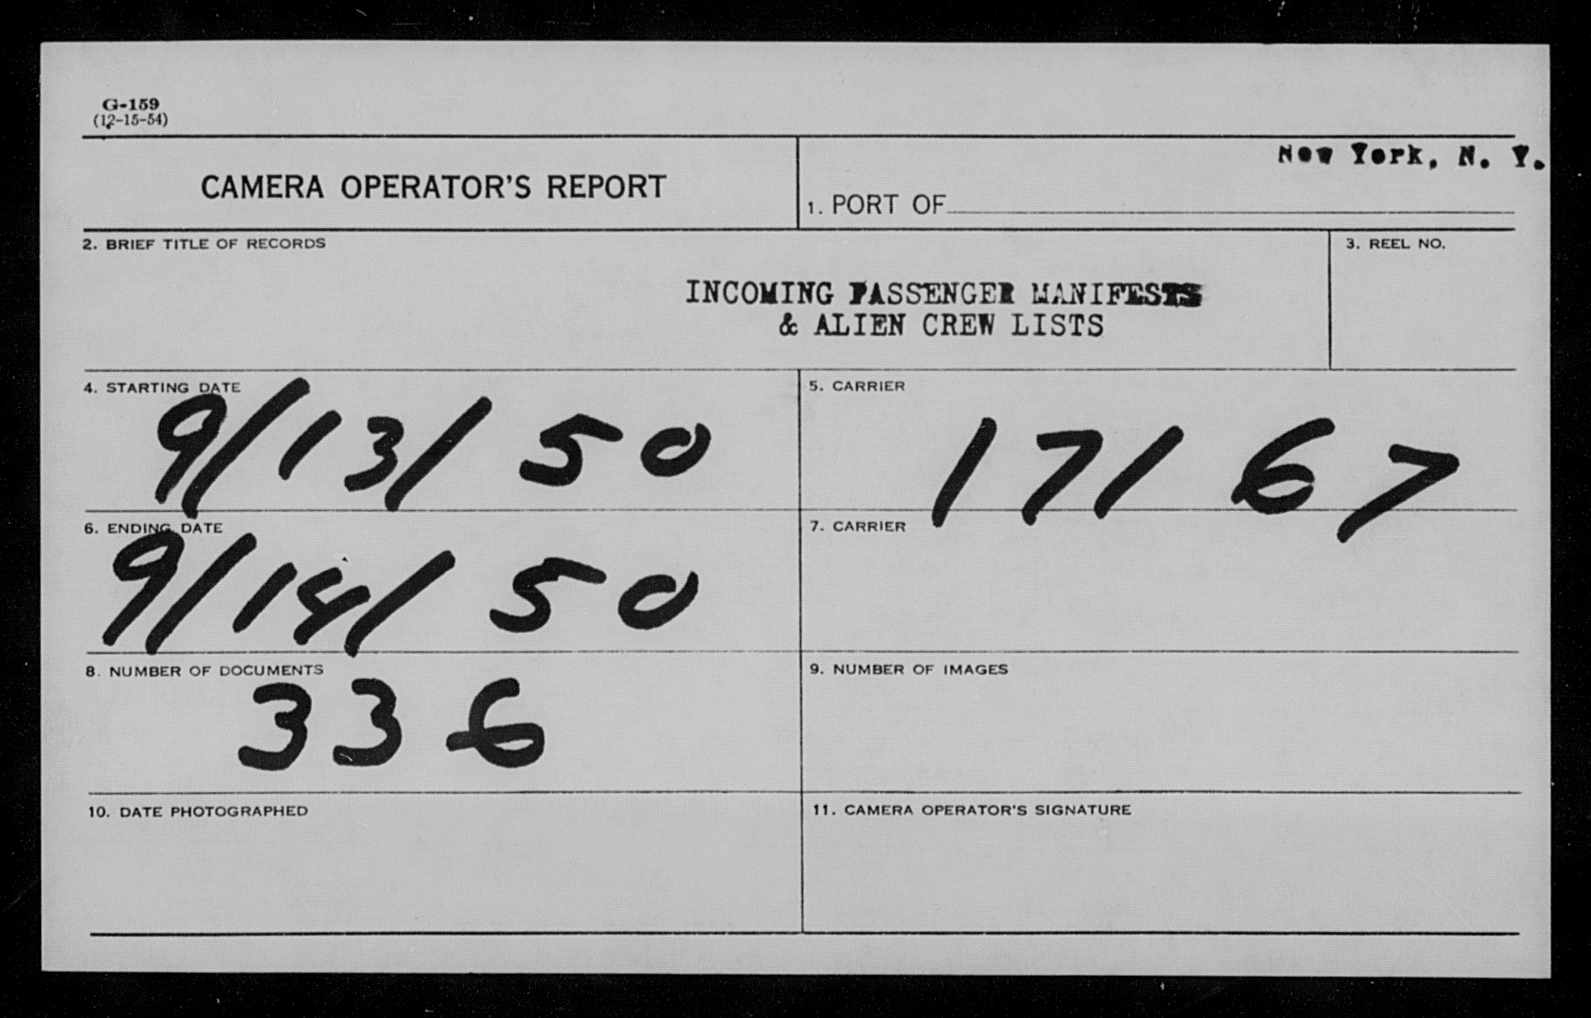 G-159
(12-15-54)
CAMERA OPERATOR'S REPORT
1. PORT OF New York, N. Y.
2. BRIEF TITLE OF RECORDS
INCOMING PASSENGER MANIFESTS
& ALIEN CREW LISTS
3. REEL NO.
4. STARTING DATE
9/13/50
5. CARRIER
17167
6. ENDING DATE
9/14/50
7. CARRIER
8. NUMBER OF DOCUMENTS
336
9. NUMBER OF IMAGES
10. DATE PHOTOGRAPHED
11. CAMERA OPERATOR'S SIGNATURE